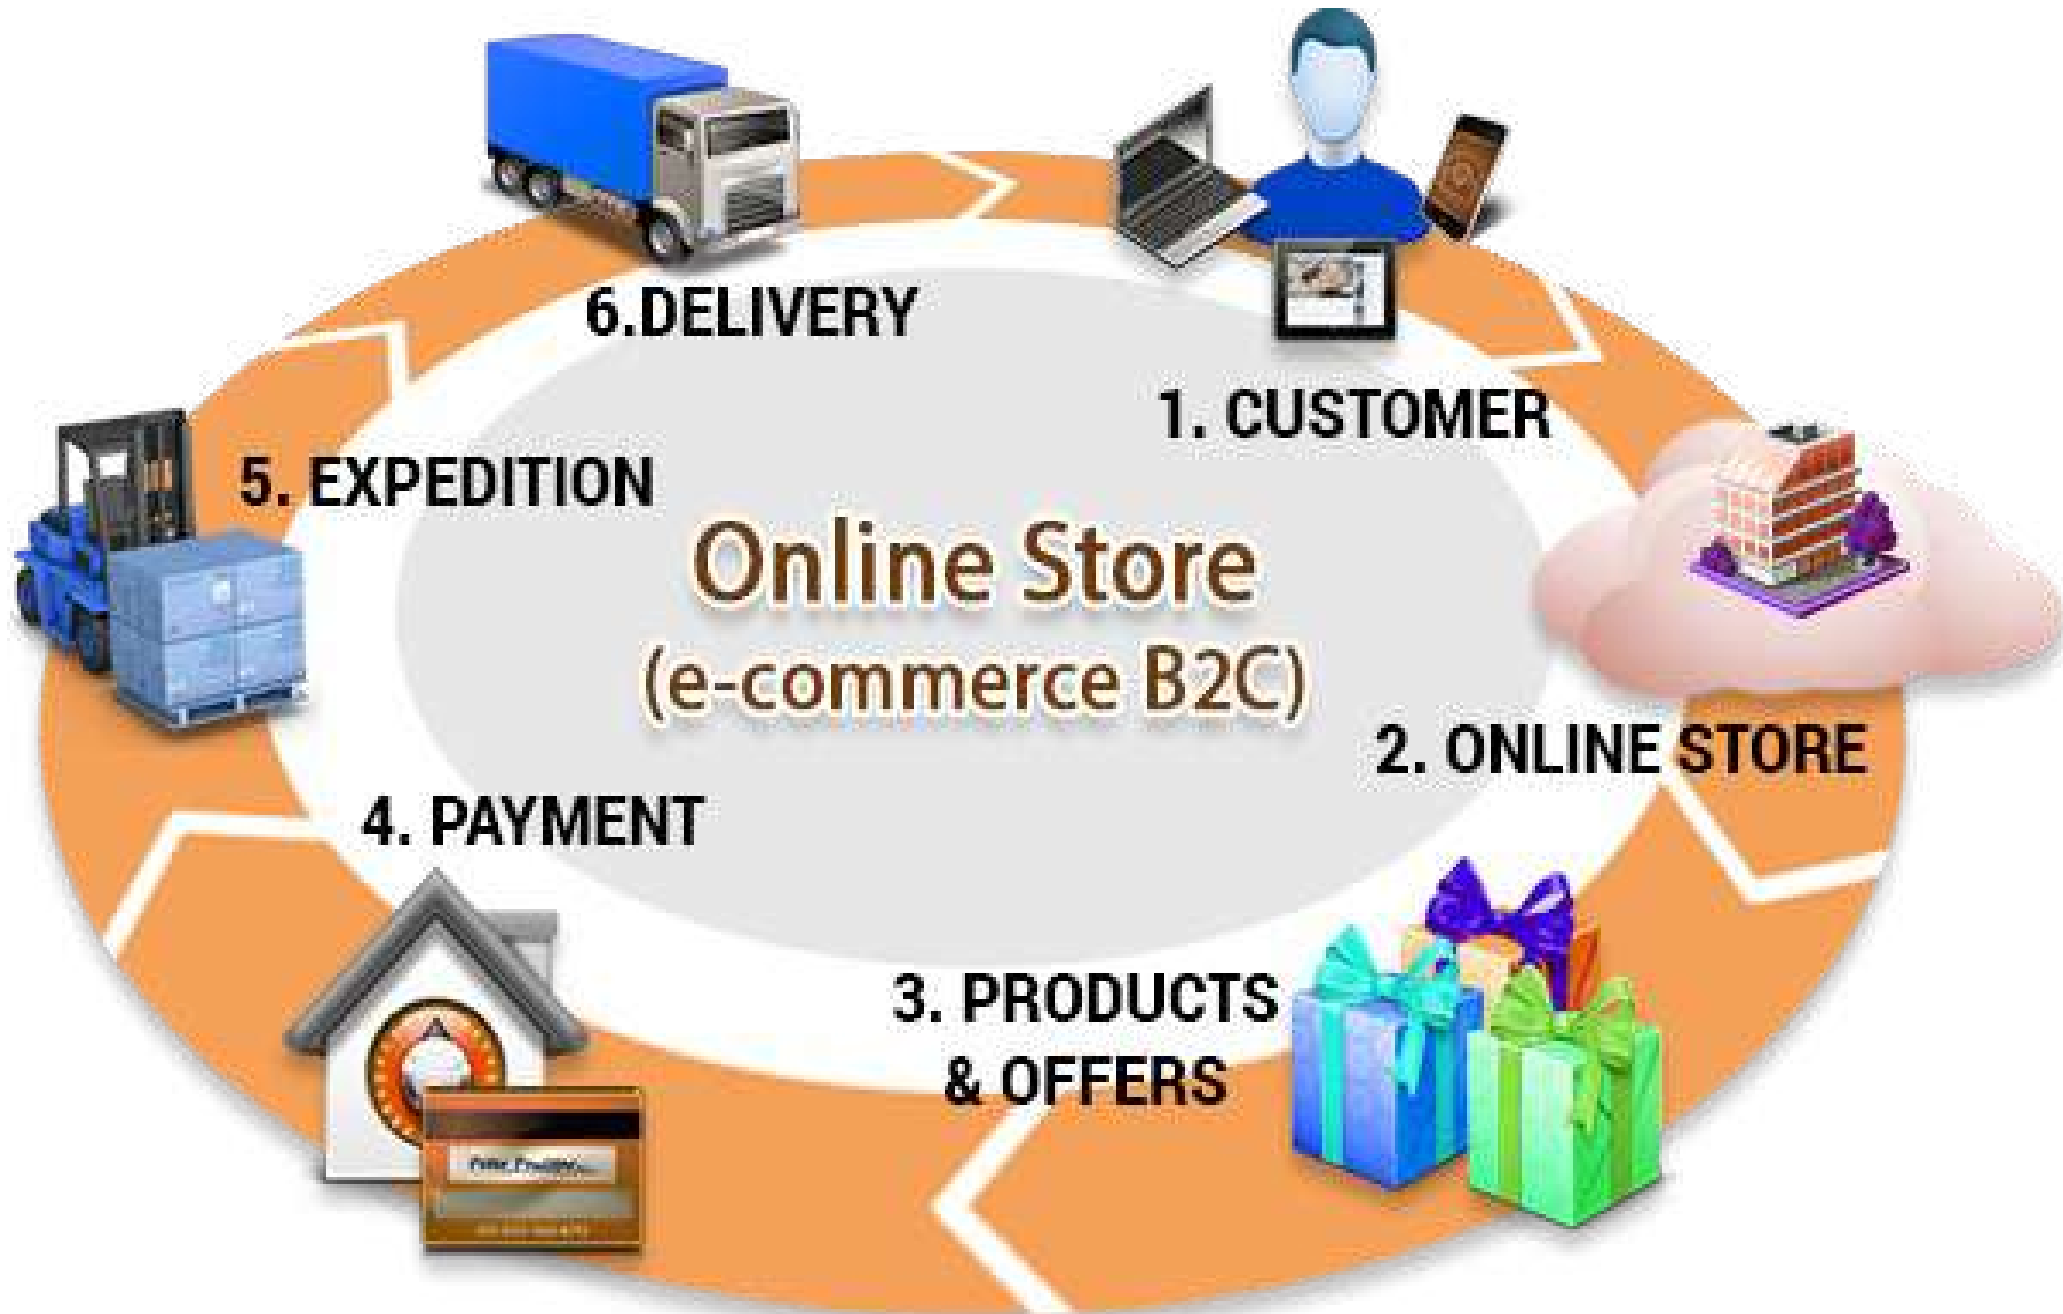 6.DELIVERY
1. CUSTOMER
5. EXPEDITION
Online Store
(e-commerce B2C)
2. ONLINE STORE
4. PAYMENT
3. PRODUCTS
& OFFERS